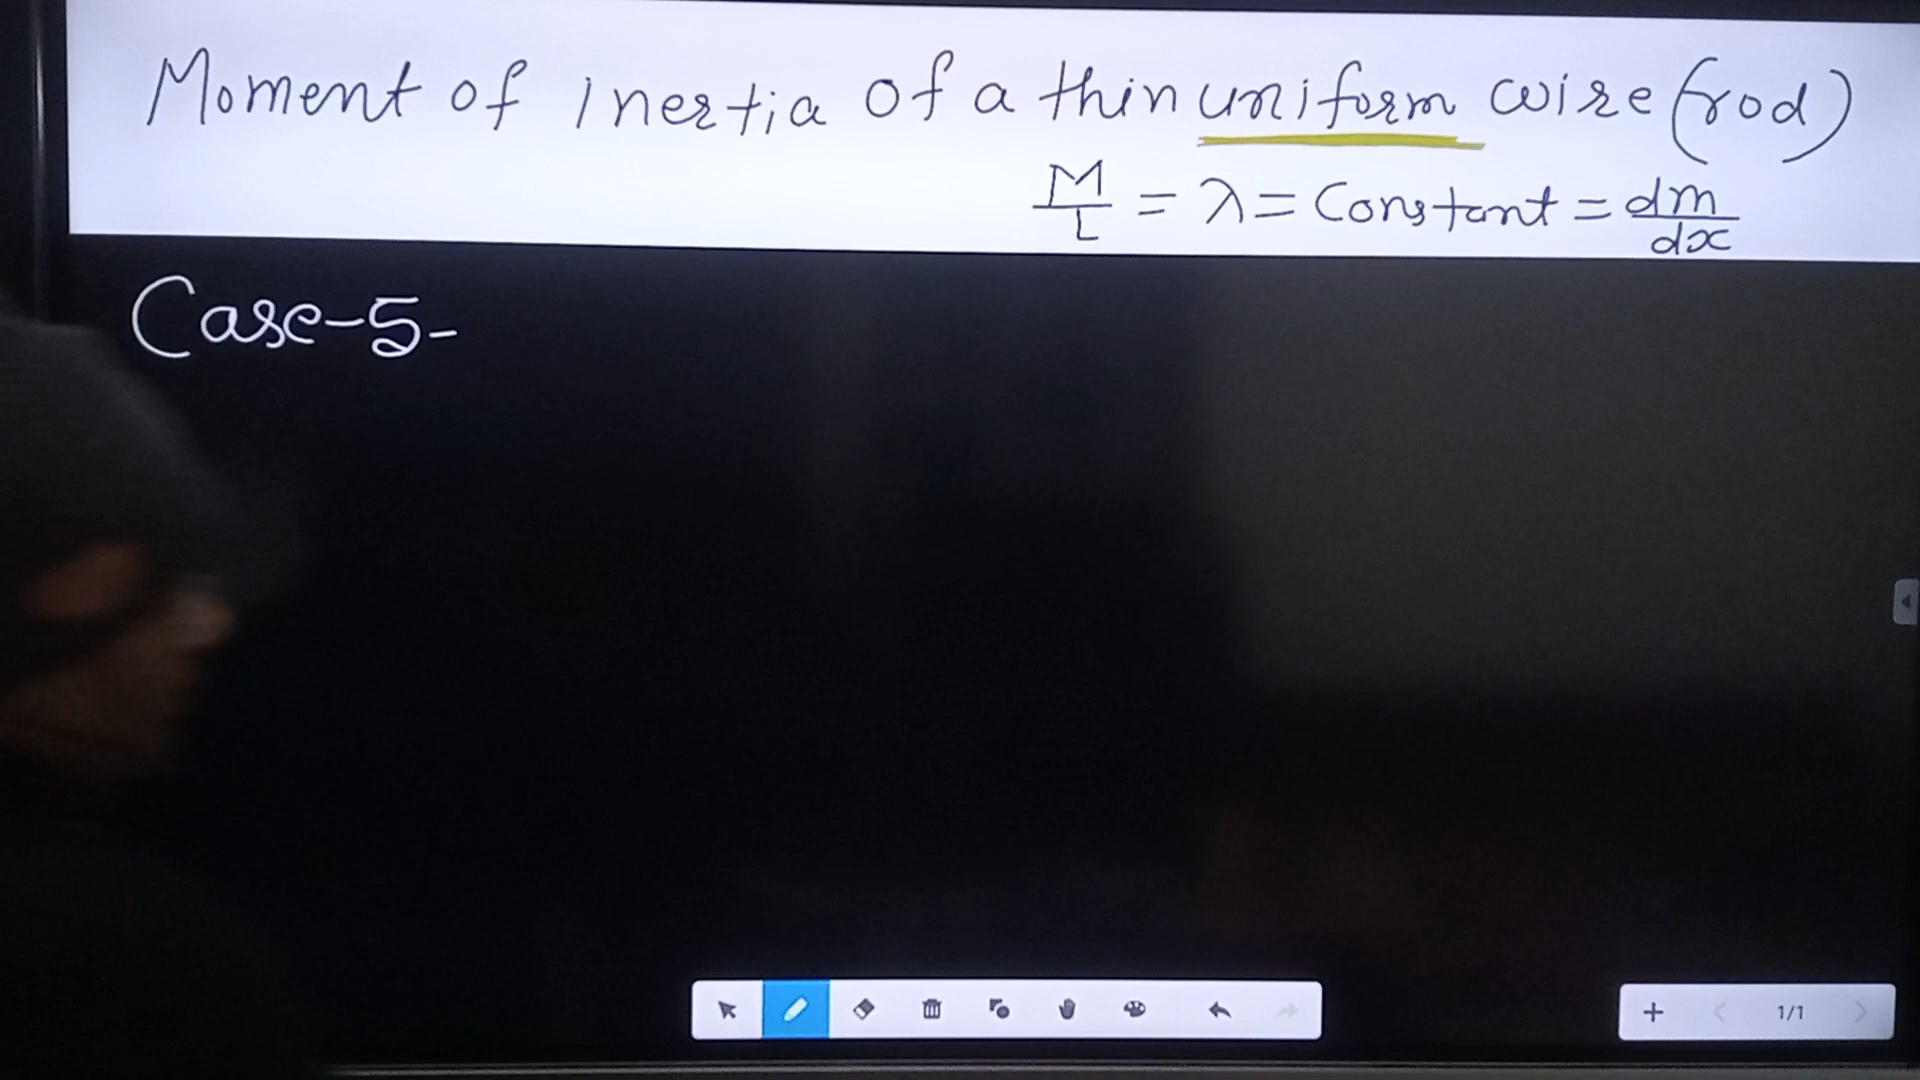 Moment of inertia of a thin uniform wire (rod)
M/L = λ = Constant = dm/dx
Case-5-
1/1